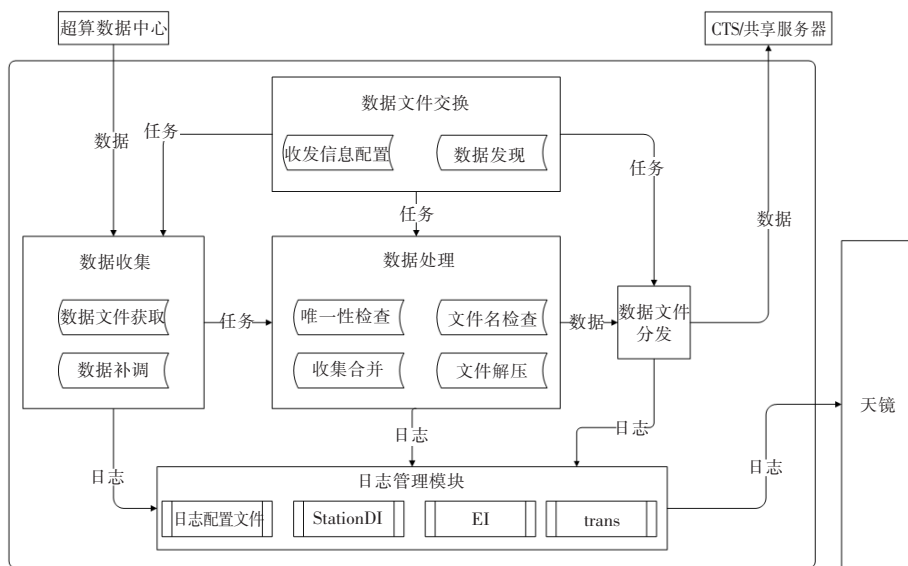 超算数据中心
CTS/共享服务器
数据文件交换
收发信息配置
数据发现
数据
任务
任务
任务
数据
数据收集
数据文件获取
数据补调
任务
数据处理
唯一性检查
文件名检查
收集合并
文件解压
数据
数据文件
分发
天镜
日志
日志
日志
日志
日志管理模块
日志配置文件
StationDI
EI
trans